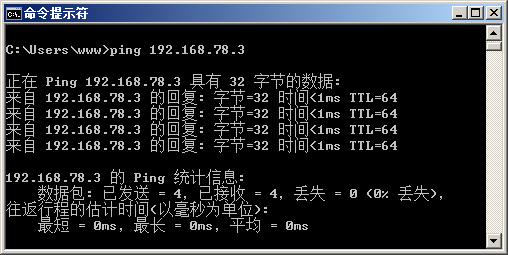 命令提示符
C:\Users\www>ping 192.168.78.3
正在 Ping 192.168.78.3 具有 32 字节的数据:
来自 192.168.78.3 的回复: 字节=32 时间<1ms TTL=64
来自 192.168.78.3 的回复: 字节=32 时间<1ms TTL=64
来自 192.168.78.3 的回复: 字节=32 时间<1ms TTL=64
来自 192.168.78.3 的回复: 字节=32 时间<1ms TTL=64
192.168.78.3 的 Ping 统计信息:
数据包: 已发送 = 4, 已接收 = 4, 丢失 = 0 (0% 丢失),
往返行程的估计时间(以毫秒为单位):
最短 = 0ms, 最长 = 0ms, 平均 = 0ms